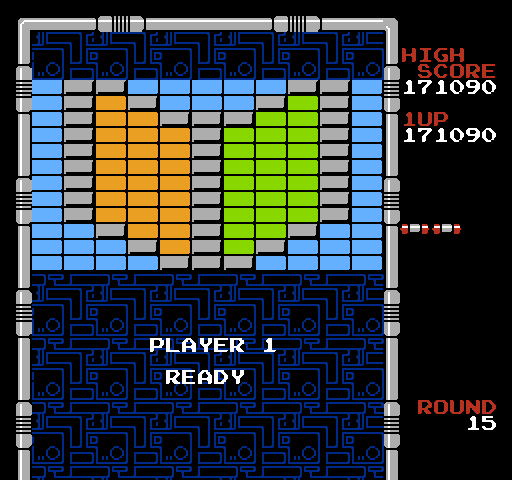 HIGH
SCORE
171090
1UP
171090
PLAYER 1
READY
ROUND
15